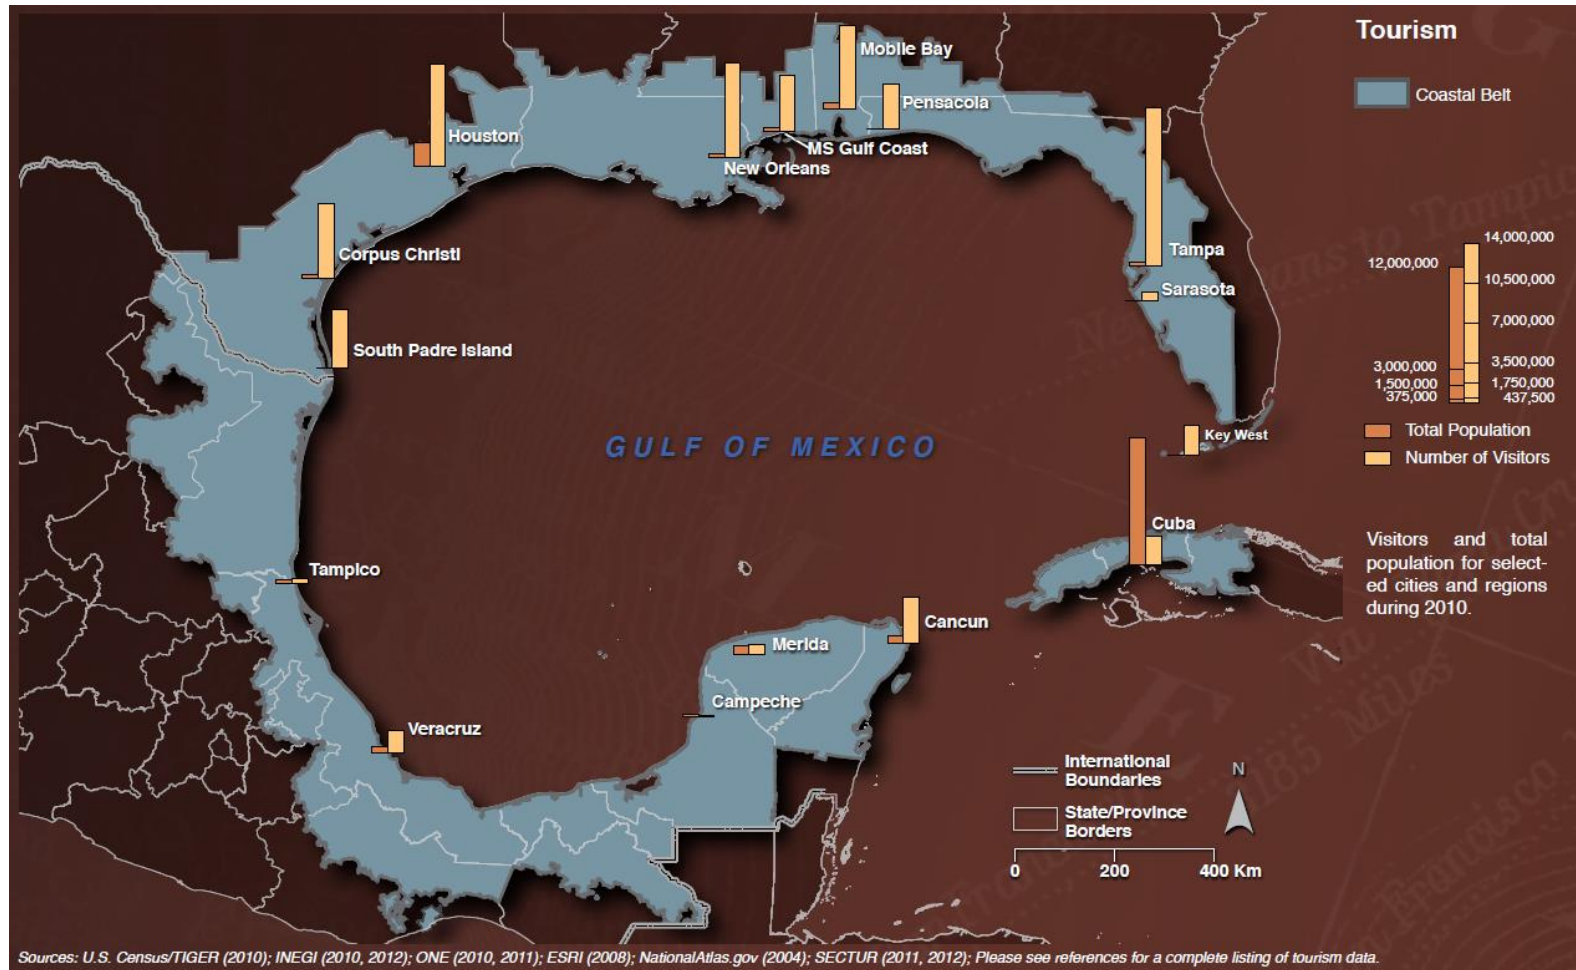 Tourism
Coastal Belt
Mobile Bay
Pensacola
Houston
MS Gulf Coast
New Orleans
Corpus Christi
Tampa
Sarasota
South Padre Island
14,000,000
12,000,000
10,500,000
7,000,000
3,500,000
3,000,000
1,750,000
1,500,000
375,000
437,500
Total Population
Number of Visitors
Key West
GULF OF MEXICO
Cuba
Visitors and total
population for select-
ed cities and regions
during 2010.
Tampico
Cancun
Merida
Campeche
Veracruz
International
Boundaries
State/Province
Borders
N
0 200 400 Km
185 Miles
Sources: U.S. Census/TIGER (2010); INEGI (2010, 2012); ONE (2010, 2011); ESRI (2008); NationalAtlas.gov (2004); SECTUR (2011, 2012); Please see references for a complete listing of tourism data.